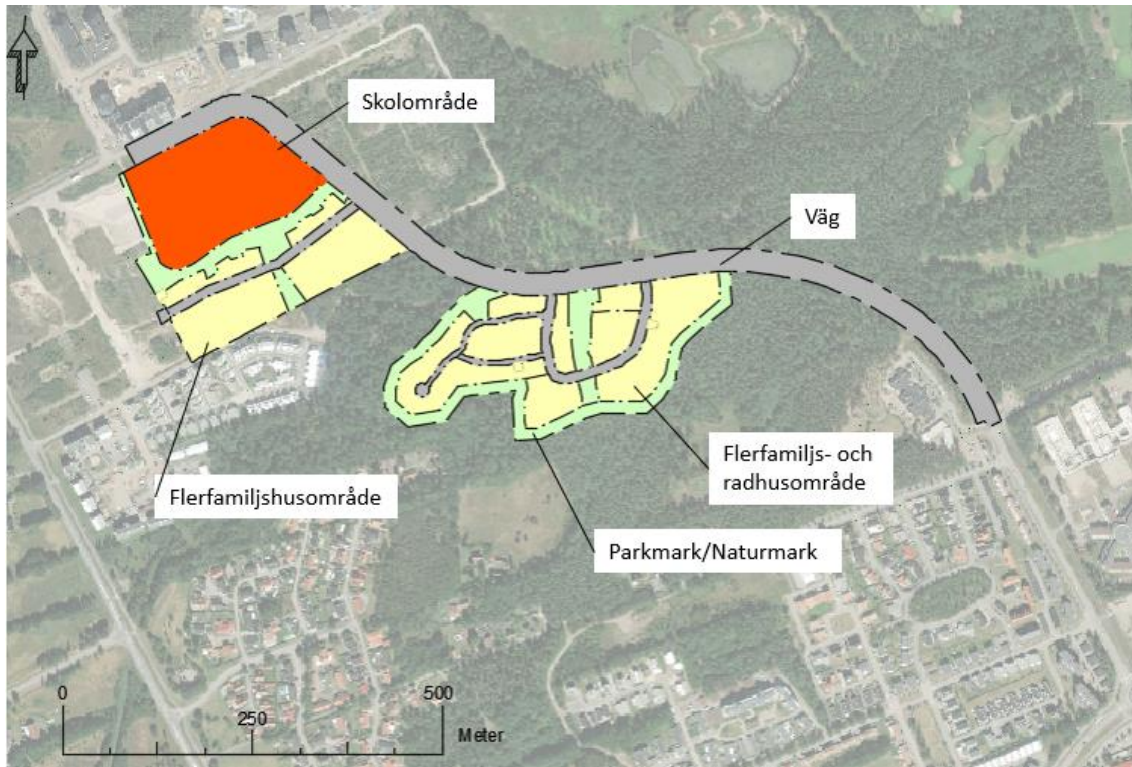 Skolområde
Väg
Flerfamiljs- och
radhusområde
Flerfamiljshusområde
Parkmark/Naturmark
0
500
250
Meter